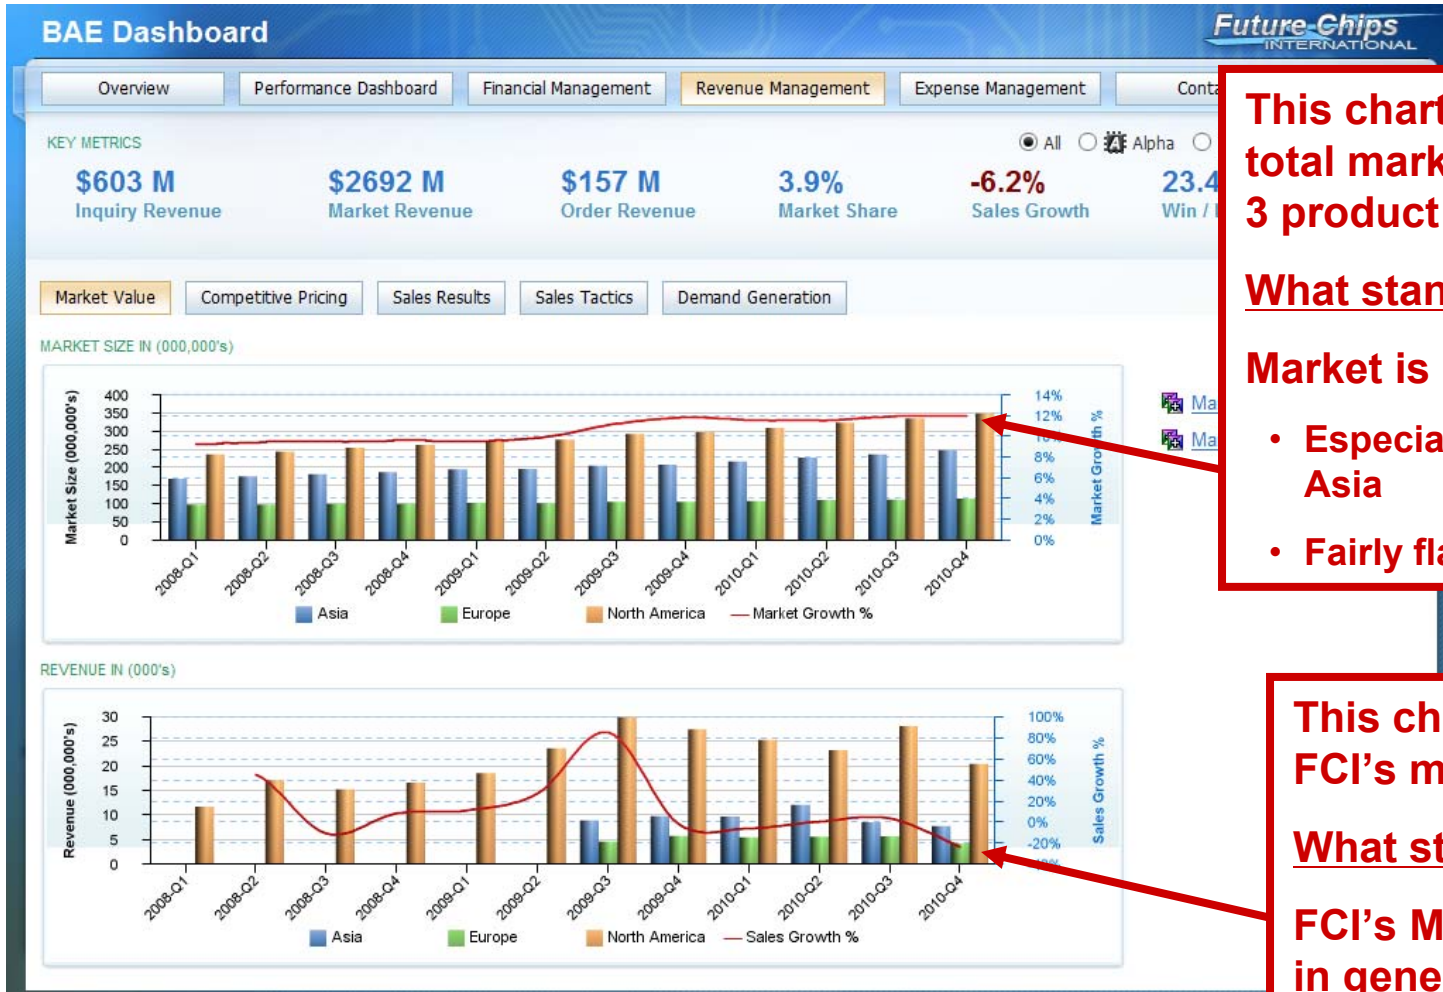 BAE Dashboard
Future Chips
INTERNATIONAL
Overview Performance Dashboard Financial Management Revenue Management Expense Management Conta
KEY METRICS
All Alpha
$603 M $2692 M $157 M 3.9% -6.2% 23.4
Inquiry Revenue Market Revenue Order Revenue Market Share Sales Growth Win /
Market Value Competitive Pricing Sales Results Sales Tactics Demand Generation
MARKET SIZE IN (000,000's)
Market Size (000,000's)
400
350
300
250
200
150
100
50
0
14%
12%
10%
8%
6%
4%
2%
0%
Market Growth %
2008-Q1 2008-Q2 2008-Q3 2008-Q4 2009-Q1 2009-Q2 2009-Q3 2009-Q4 2010-Q1 2010-Q2 2010-Q3 2010-Q4
Asia Europe North America Market Growth %
Ma
Ma
REVENUE IN (000's)
Revenue (000,000's)
30
25
20
15
10
5
0
100%
80%
60%
40%
20%
0%
-20%
-40%
Sales Growth %
2008-Q1 2008-Q2 2008-Q3 2008-Q4 2009-Q1 2009-Q2 2009-Q3 2009-Q4 2010-Q1 2010-Q2 2010-Q3 2010-Q4
Asia Europe North America Sales Growth %
This chart
total mark
3 product
What stan
Market is
• Especia
Asia
• Fairly fla
This ch
FCI's m
What st
FCI's M
in gene